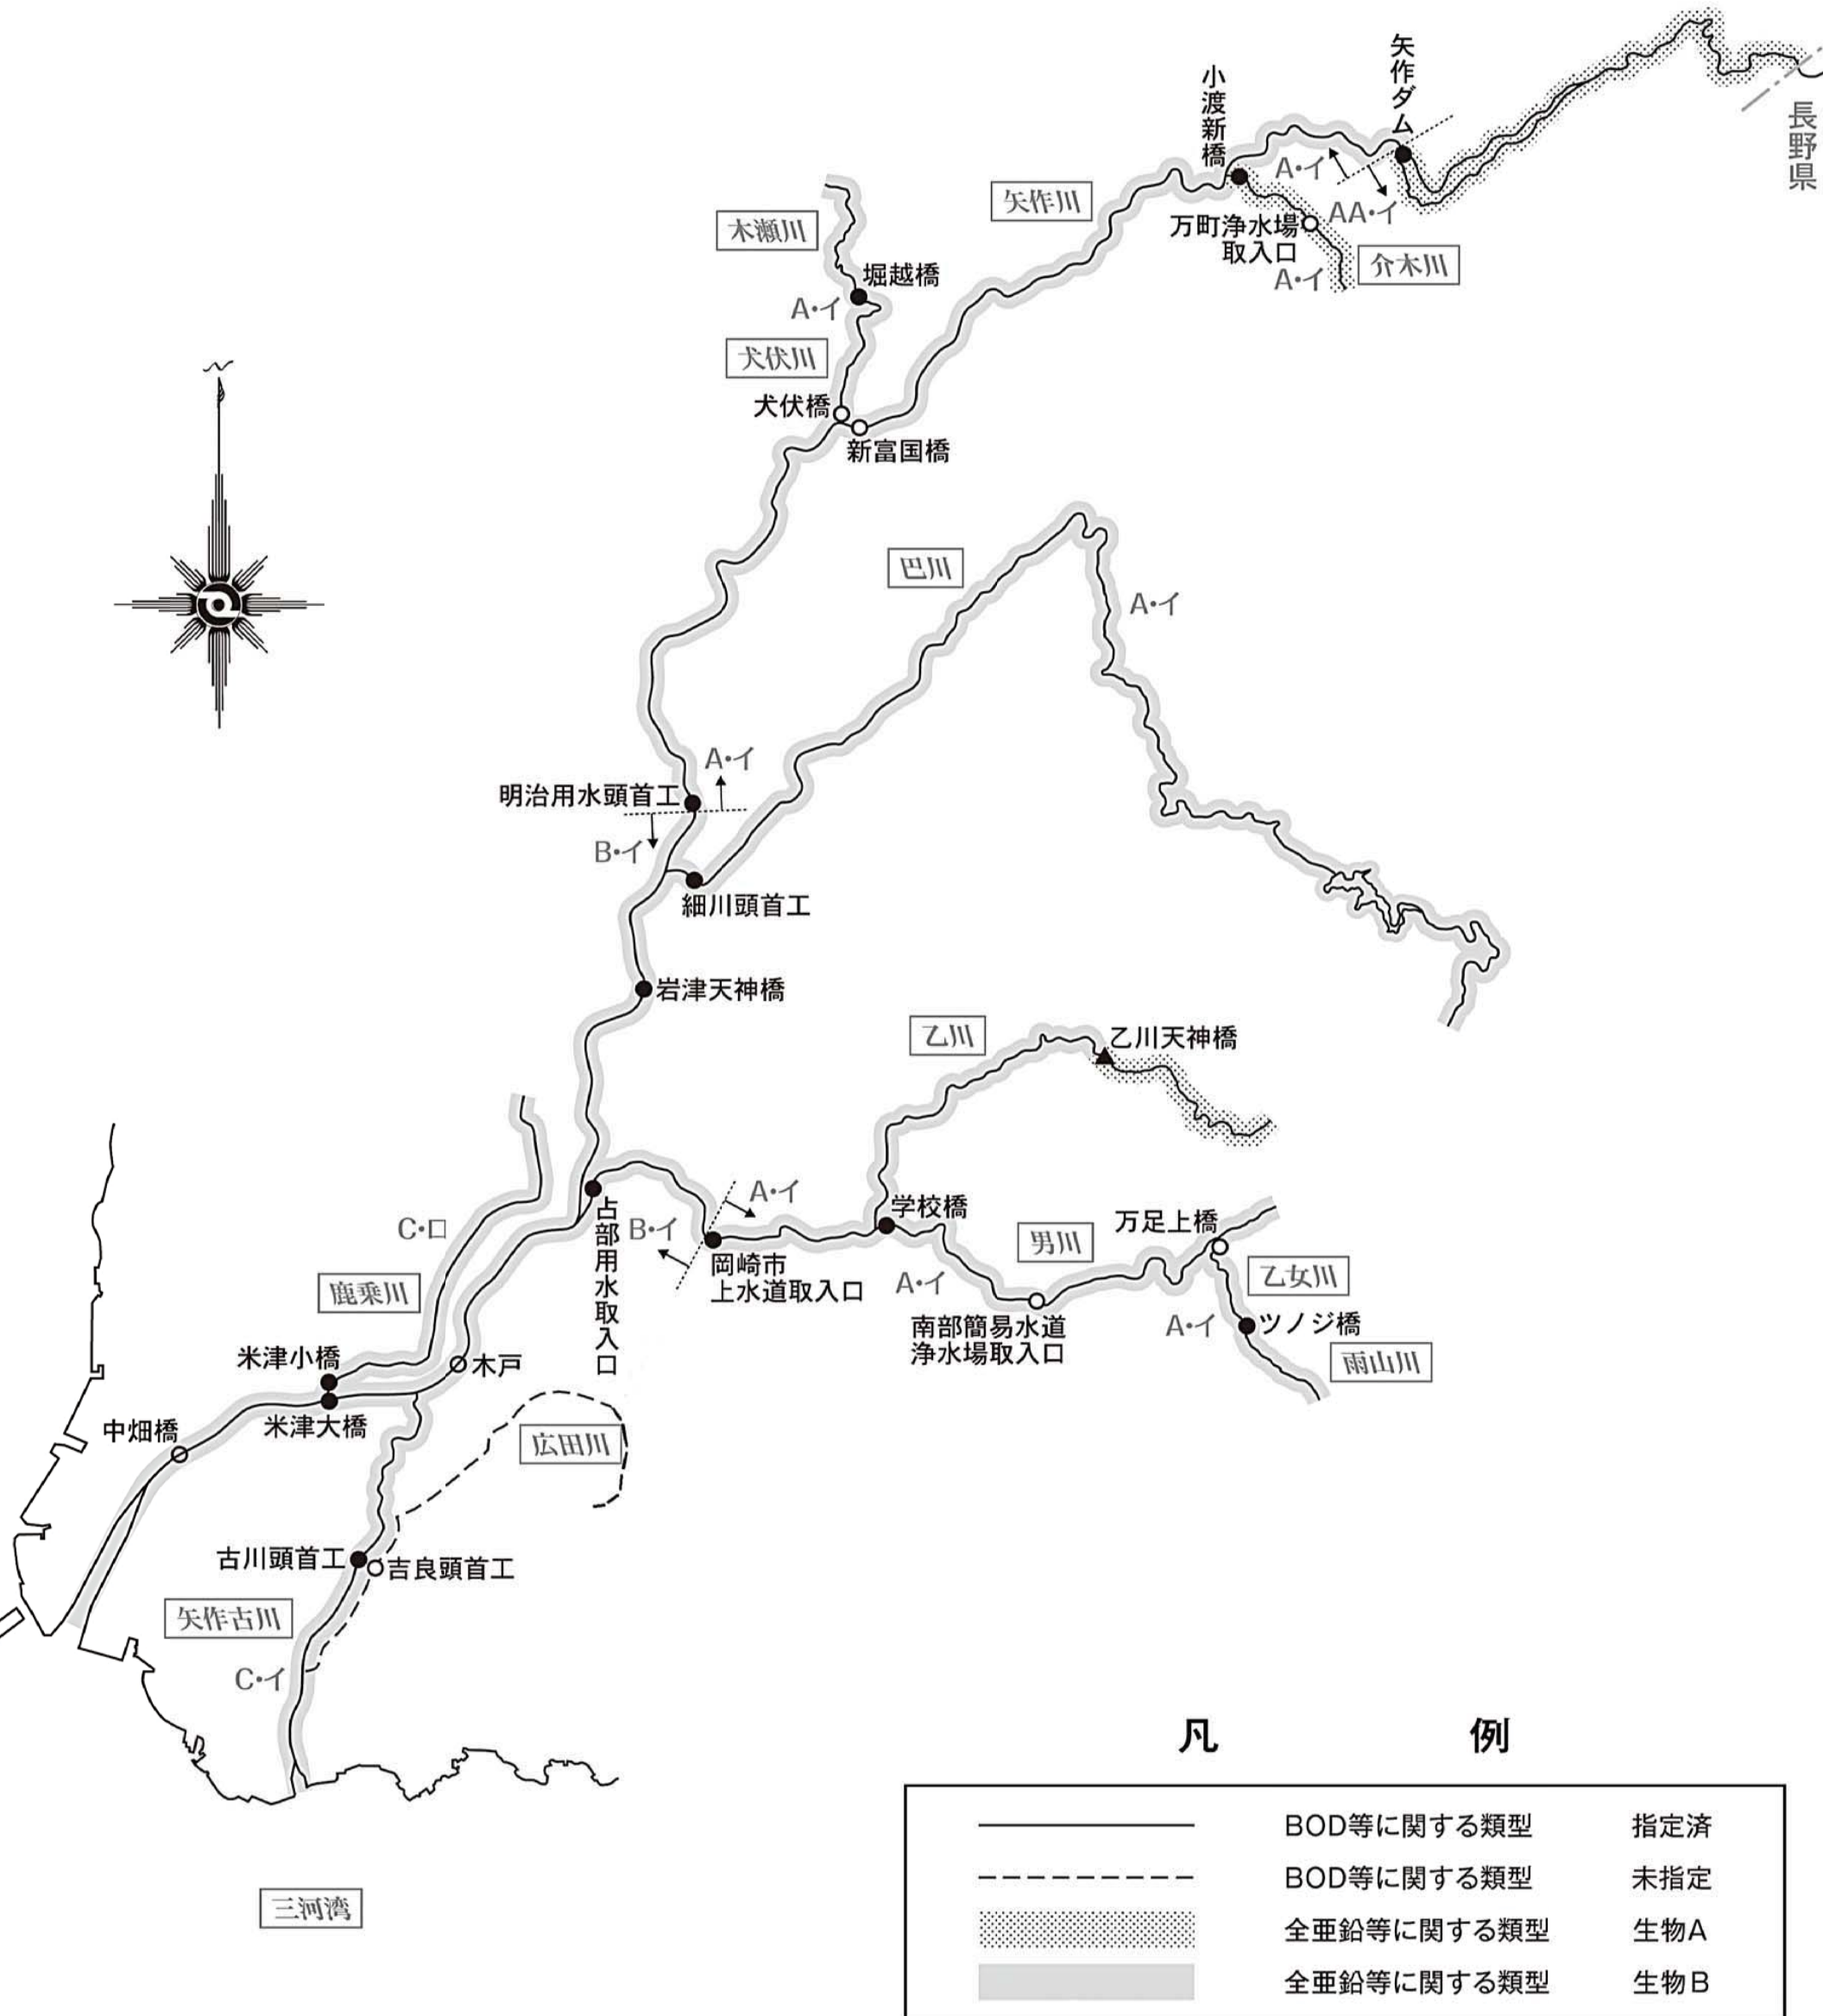 矢作ダム
小渡新橋
長野県
A・イ
AA・イ
矢作川
万町浄水場
取入口
A・イ
介木川
木瀬川
堀越橋
A・イ
犬伏川
犬伏橋
新富国橋
巴川
A・イ
A・イ
明治用水頭首工
B・イ
細川頭首工
岩津天神橋
乙川
乙川天神橋
A・イ
学校橋
万足上橋
C・ロ
占部用水取入口
B・イ
男川
岡崎市
上水道取入口
A・イ
乙女川
鹿乗川
南部簡易水道
浄水場取入口
A・イ
ツノジ橋
雨山川
米津小橋
木戸
米津大橋
中畑橋
広田川
古川頭首工
吉良頭首工
矢作古川
C・イ
三河湾
凡 例
BOD等に関する類型 指定済
BOD等に関する類型 未指定
全亜鉛等に関する類型 生物A
全亜鉛等に関する類型 生物B